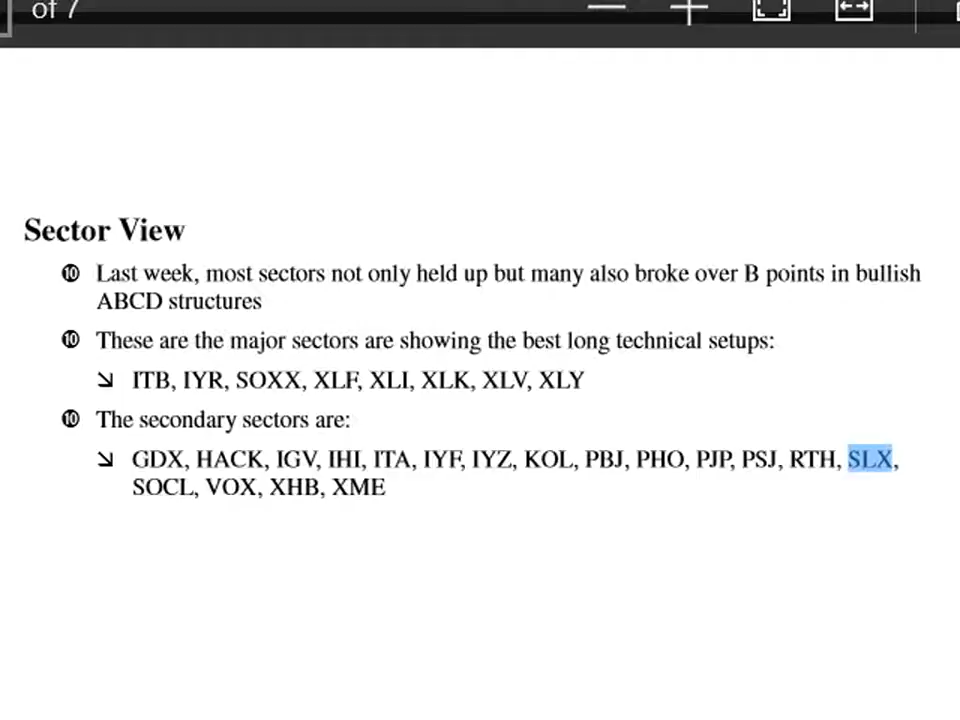 of 7
Sector View
⓾ Last week, most sectors not only held up but many also broke over B points in bullish
ABCD structures
⓾ These are the major sectors are showing the best long technical setups:
ITB, IYR, SOXX, XLF, XLI, XLK, XLV, XLY
⓾ The secondary sectors are:
GDX, HACK, IGV, IHI, ITA, IYF, IYZ, KOL, PBJ, PHO, PJP, PSJ, RTH, SLX,
SOCL, VOX, XHB, XME